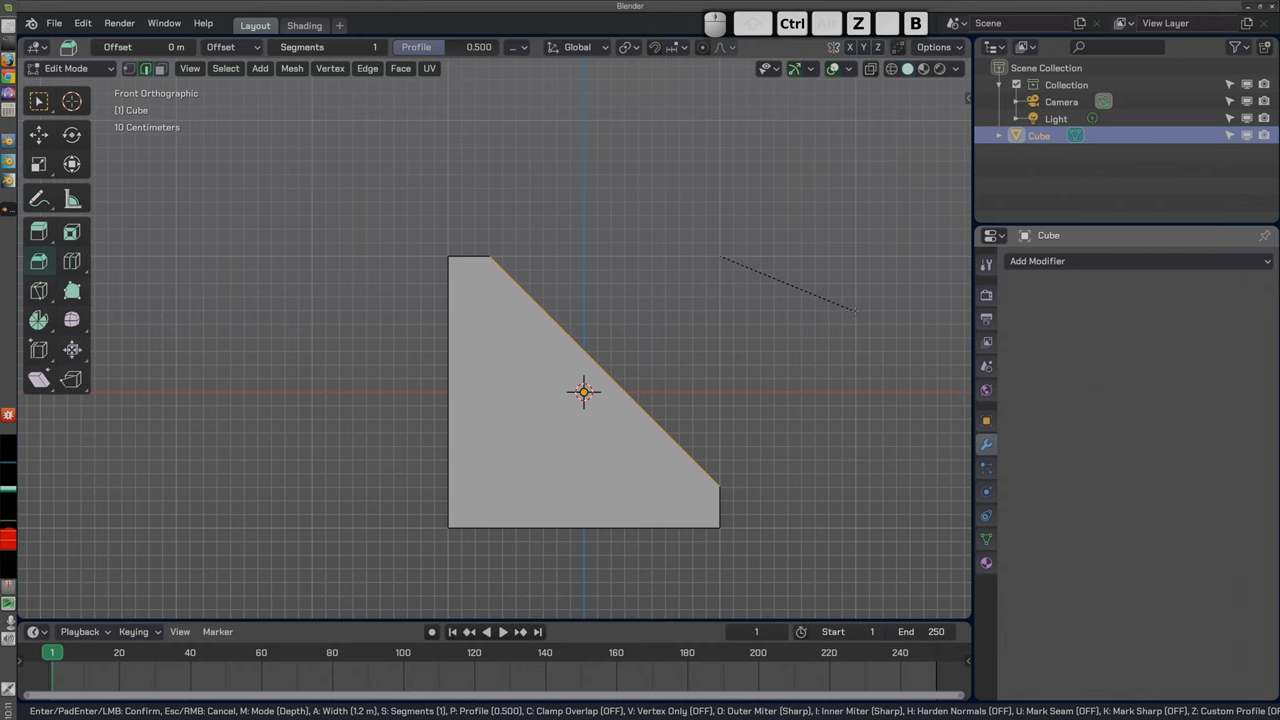 Blender
File Edit Render Window Help Layout Shading + Ctrl Alt Z B Scene View Layer
Offset 0 m Offset Segments 1 Profile 0.500 Global X Y Z Options
Edit Mode View Select Add Mesh Vertex Edge Face UV
Scene Collection
Collection
Camera
Light
Cube
Front Orthographic
(1) Cube
10 Centimeters
Cube
Add Modifier
Playback Keying View Marker 1 Start 1 End 250
1 20 40 60 80 100 120 140 160 180 200 220 240
10:11
Enter/PadEnter/LMB: Confirm, Esc/RMB: Cancel, M: Mode (Depth), A: Width (1.2 m), S: Segments (1), P: Profile (0.500), C: Clamp Overlap (OFF), V: Vertex Only (OFF), O: Outer Miter (Sharp), I: Inner Miter (Sharp), H: Harden Normals (OFF), U: Mark Seam (OFF), K: Mark Sharp (OFF), Z: Custom Profile (OFF)